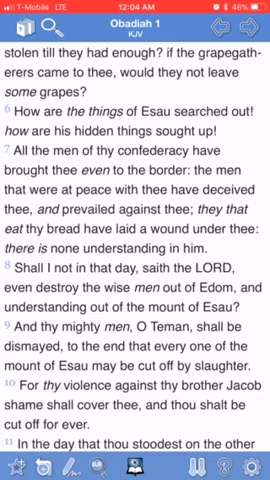 T-Mobile LTE 12:04 AM 46%
Obadiah 1
KJV
stolen till they had enough? if the grapegath-
erers came to thee, would they not leave
some grapes?
6 How are the things of Esau searched out!
how are his hidden things sought up!
7 All the men of thy confederacy have
brought thee even to the border: the men
that were at peace with thee have deceived
thee, and prevailed against thee; they that
eat thy bread have laid a wound under thee:
there is none understanding in him.
8 Shall I not in that day, saith the LORD,
even destroy the wise men out of Edom, and
understanding out of the mount of Esau?
9 And thy mighty men, O Teman, shall be
dismayed, to the end that every one of the
mount of Esau may be cut off by slaughter.
10 For thy violence against thy brother Jacob
shame shall cover thee, and thou shalt be
cut off for ever.
11 In the day that thou stoodest on the other